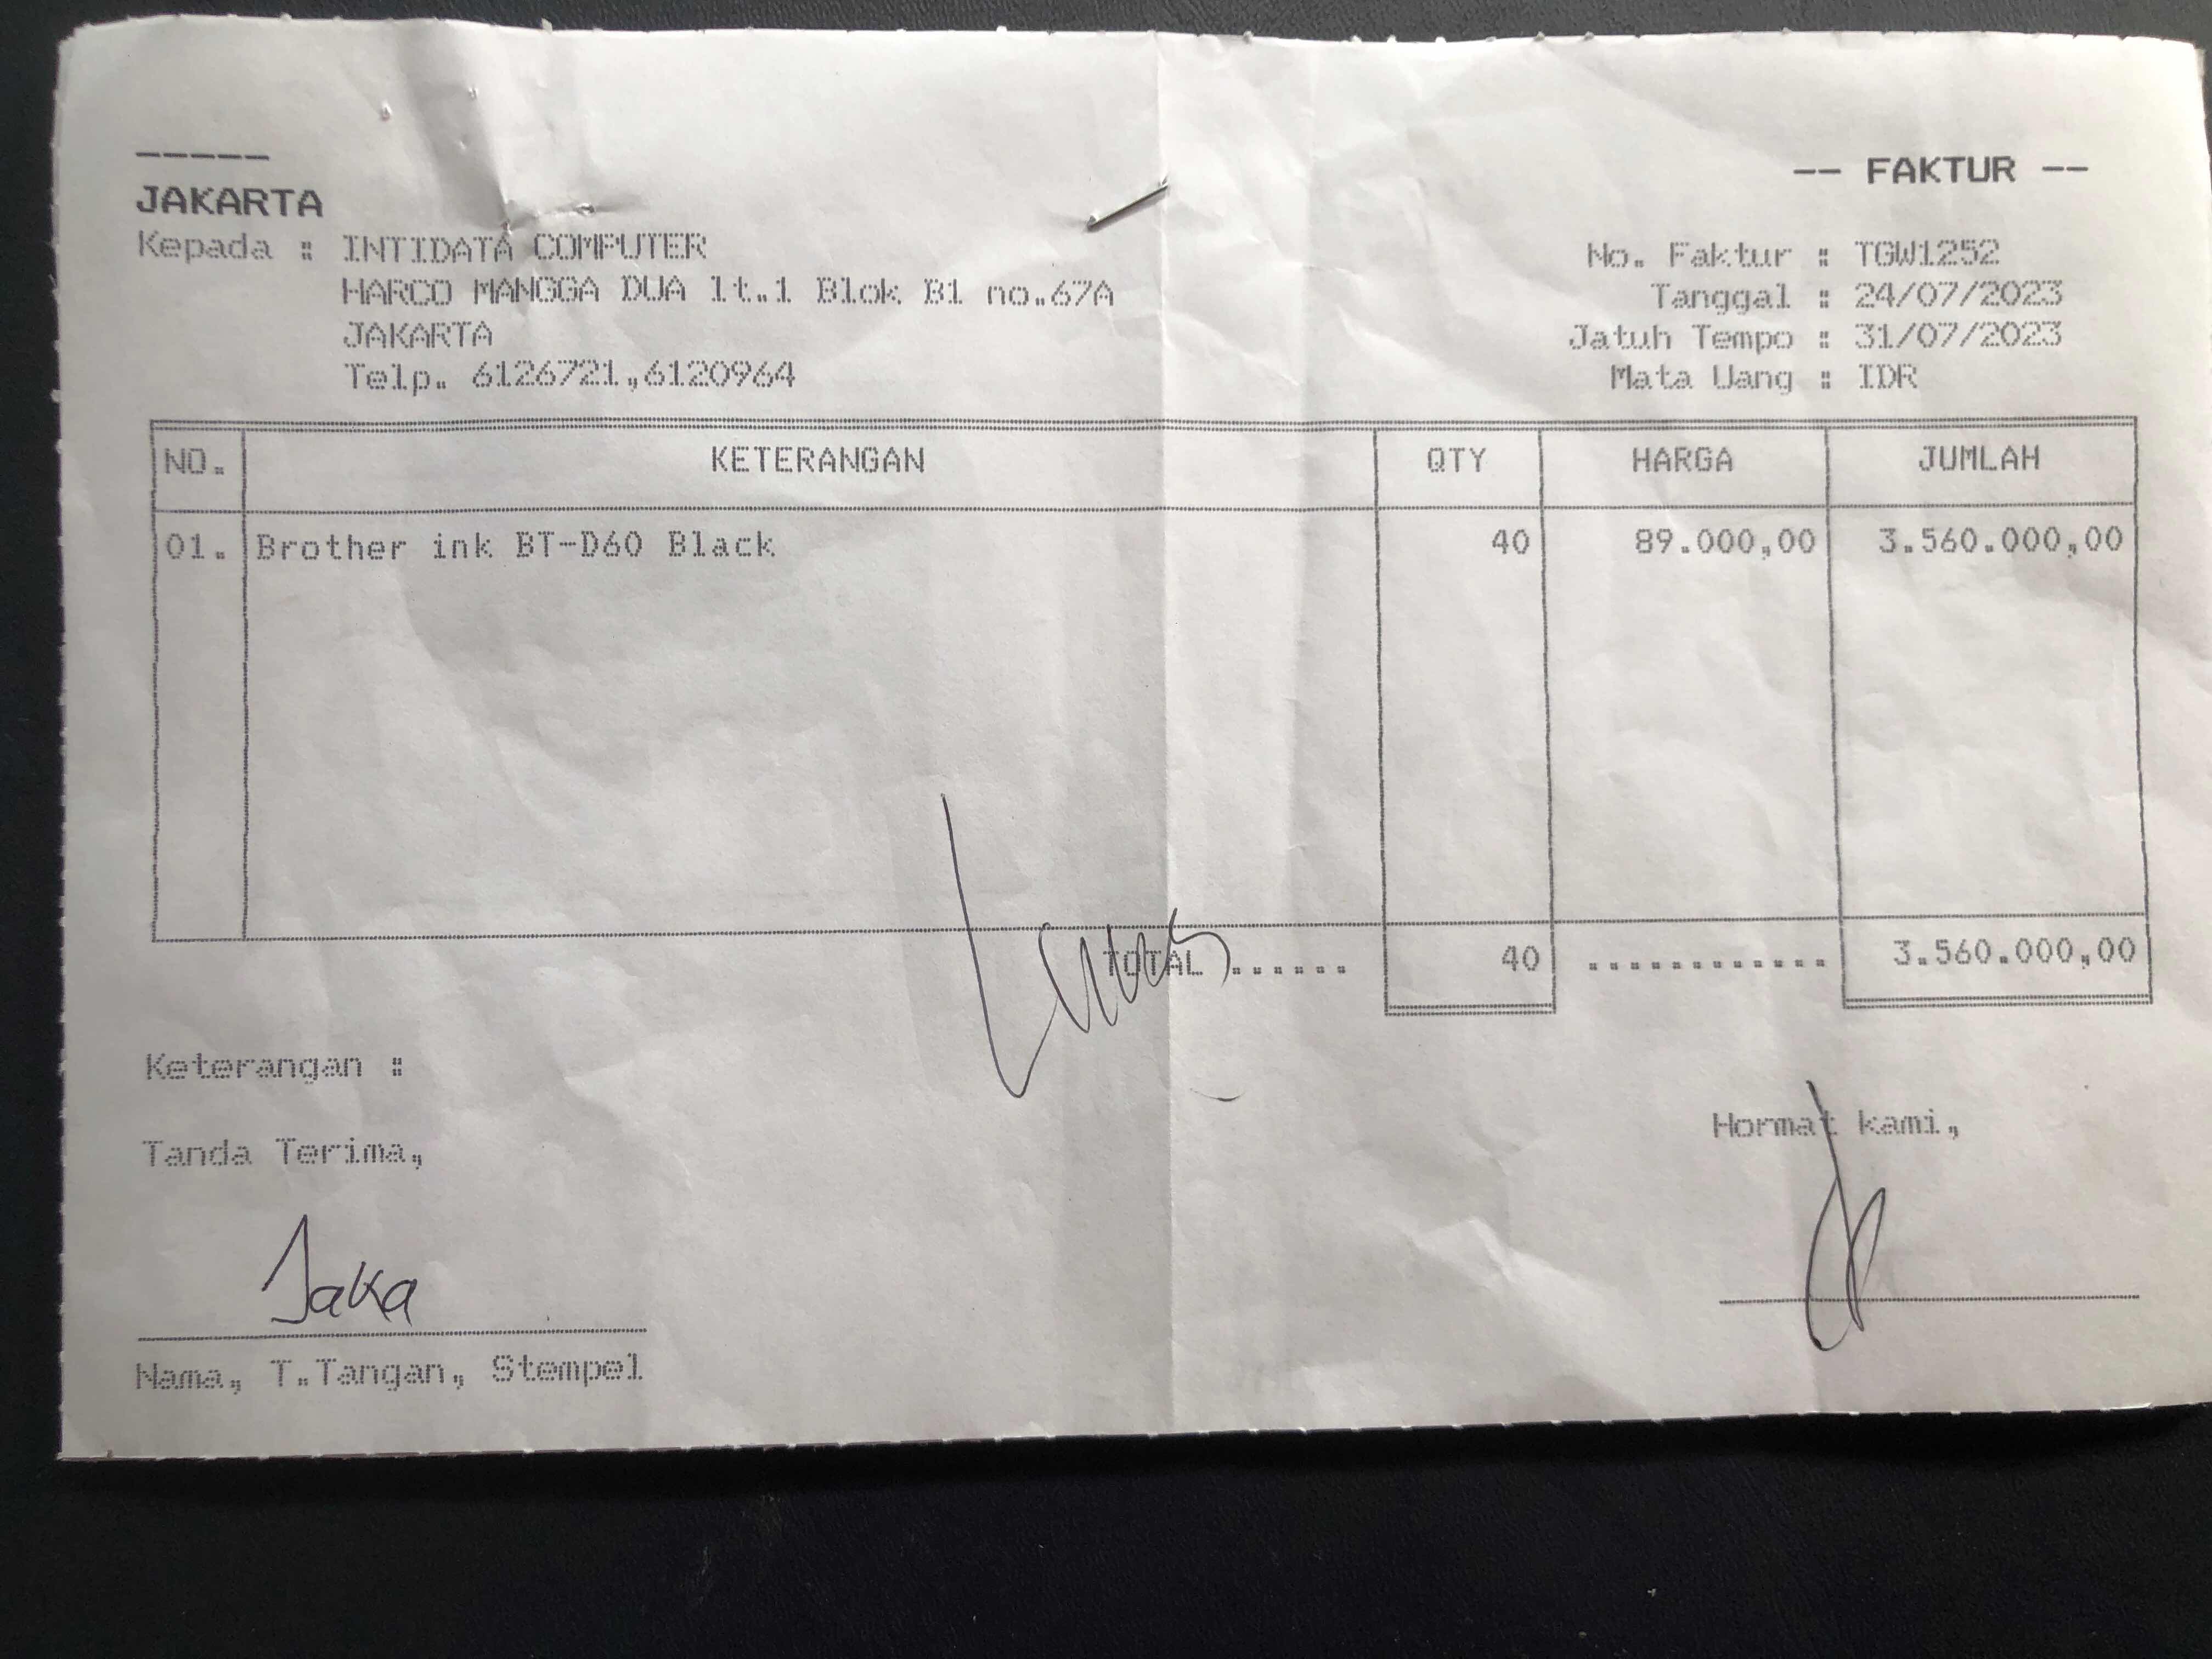 -----
JAKARTA
-- FAKTUR --
Kepada : INTIDATA COMPUTER
HARCO MANGGA DUA lt.1 Blok B1 no.67A
JAKARTA
Telp. 6126721,6120964
No. Faktur : TGW1252
Tanggal : 24/07/2023
Jatuh Tempo : 31/07/2023
Mata Uang : IDR
NO. KETERANGAN QTY HARGA JUMLAH
01. Brother ink BT-D60 Black 40 89.000,00 3.560.000,00
TOTAL ...... 40 ............ 3.560.000,00
Lunas
Keterangan :
Tanda Terima,
Hormat kami,
Jaka
Nama, T.Tangan, Stempel